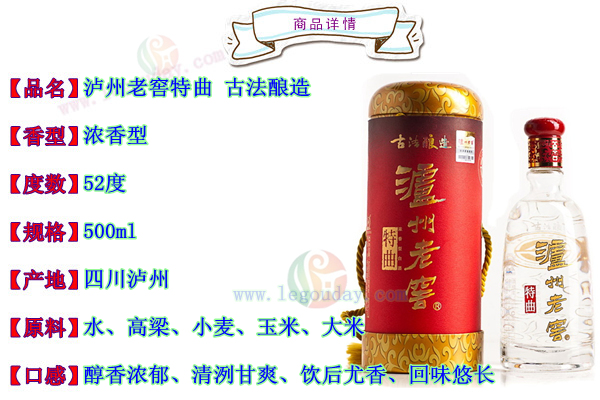 商品详情
【品名】泸州老窖特曲 古法酿造
【香型】浓香型
【度数】52度
【规格】500ml
【产地】四川泸州
【原料】水、高粱、小麦、玉米、大米
【口感】醇香浓郁、清洌甘爽、饮后尤香、回味悠长
www.legouday.com
古法酿造
泸州老窖
特曲
®
泸州老窖
特曲